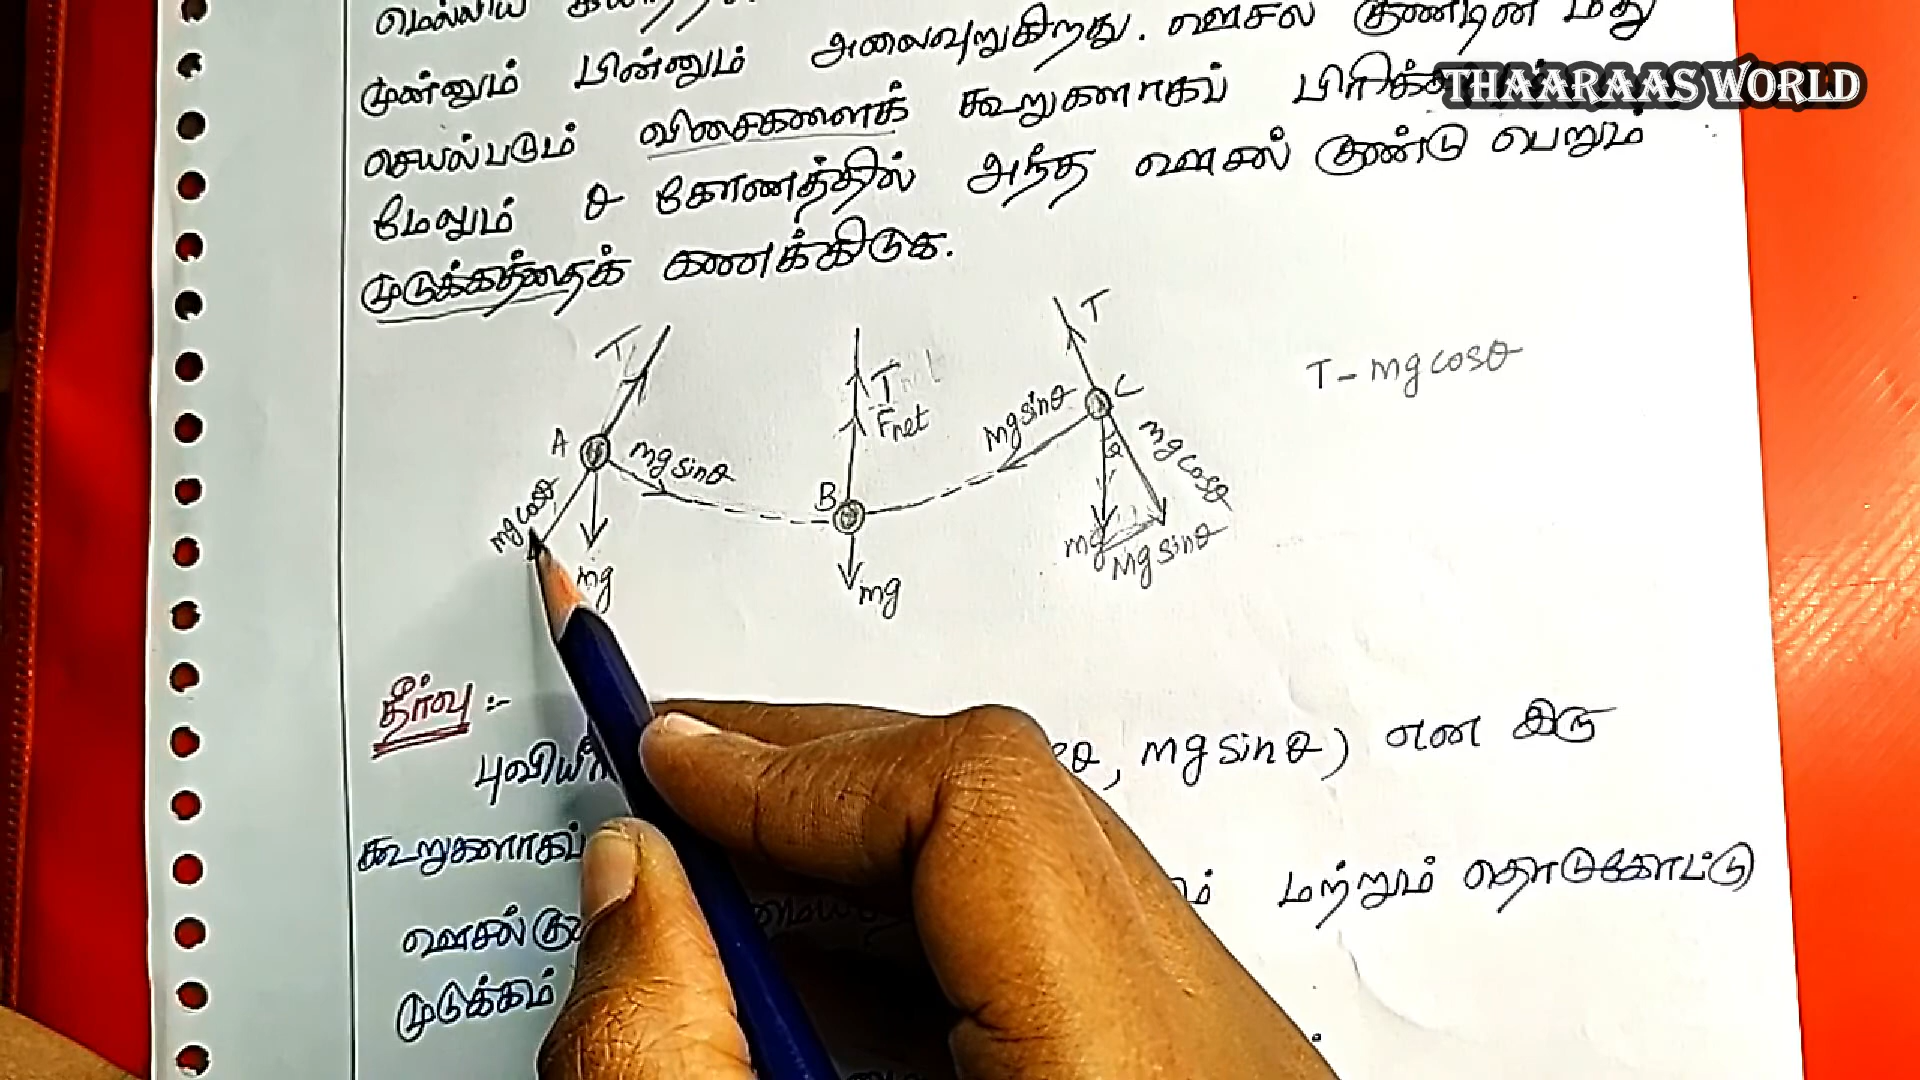 மெல்லிய
முன்னும் பின்னும் அலைவுறுகிறது. ஊசல் குண்டின் மீது
THAARAAS WORLD
செயல்படும் விசைகளைக் கூறுகளாகப்
மேலும் θ கோணத்தில் அந்த ஊசல் குண்டு பெறும்
முடுக்கத்தைக் கணக்கிடுக.
T T T
Fnet
T - mg cosθ
A mg sinθ B mg sinθ C
mg cosθ mg cosθ
θ
mg mg mg mg sinθ
தீர்வு :-
θ, mg sinθ) என இரு
கூறுகளாகப்
மற்றும் தொடுகோட்டு
முடுக்கம்